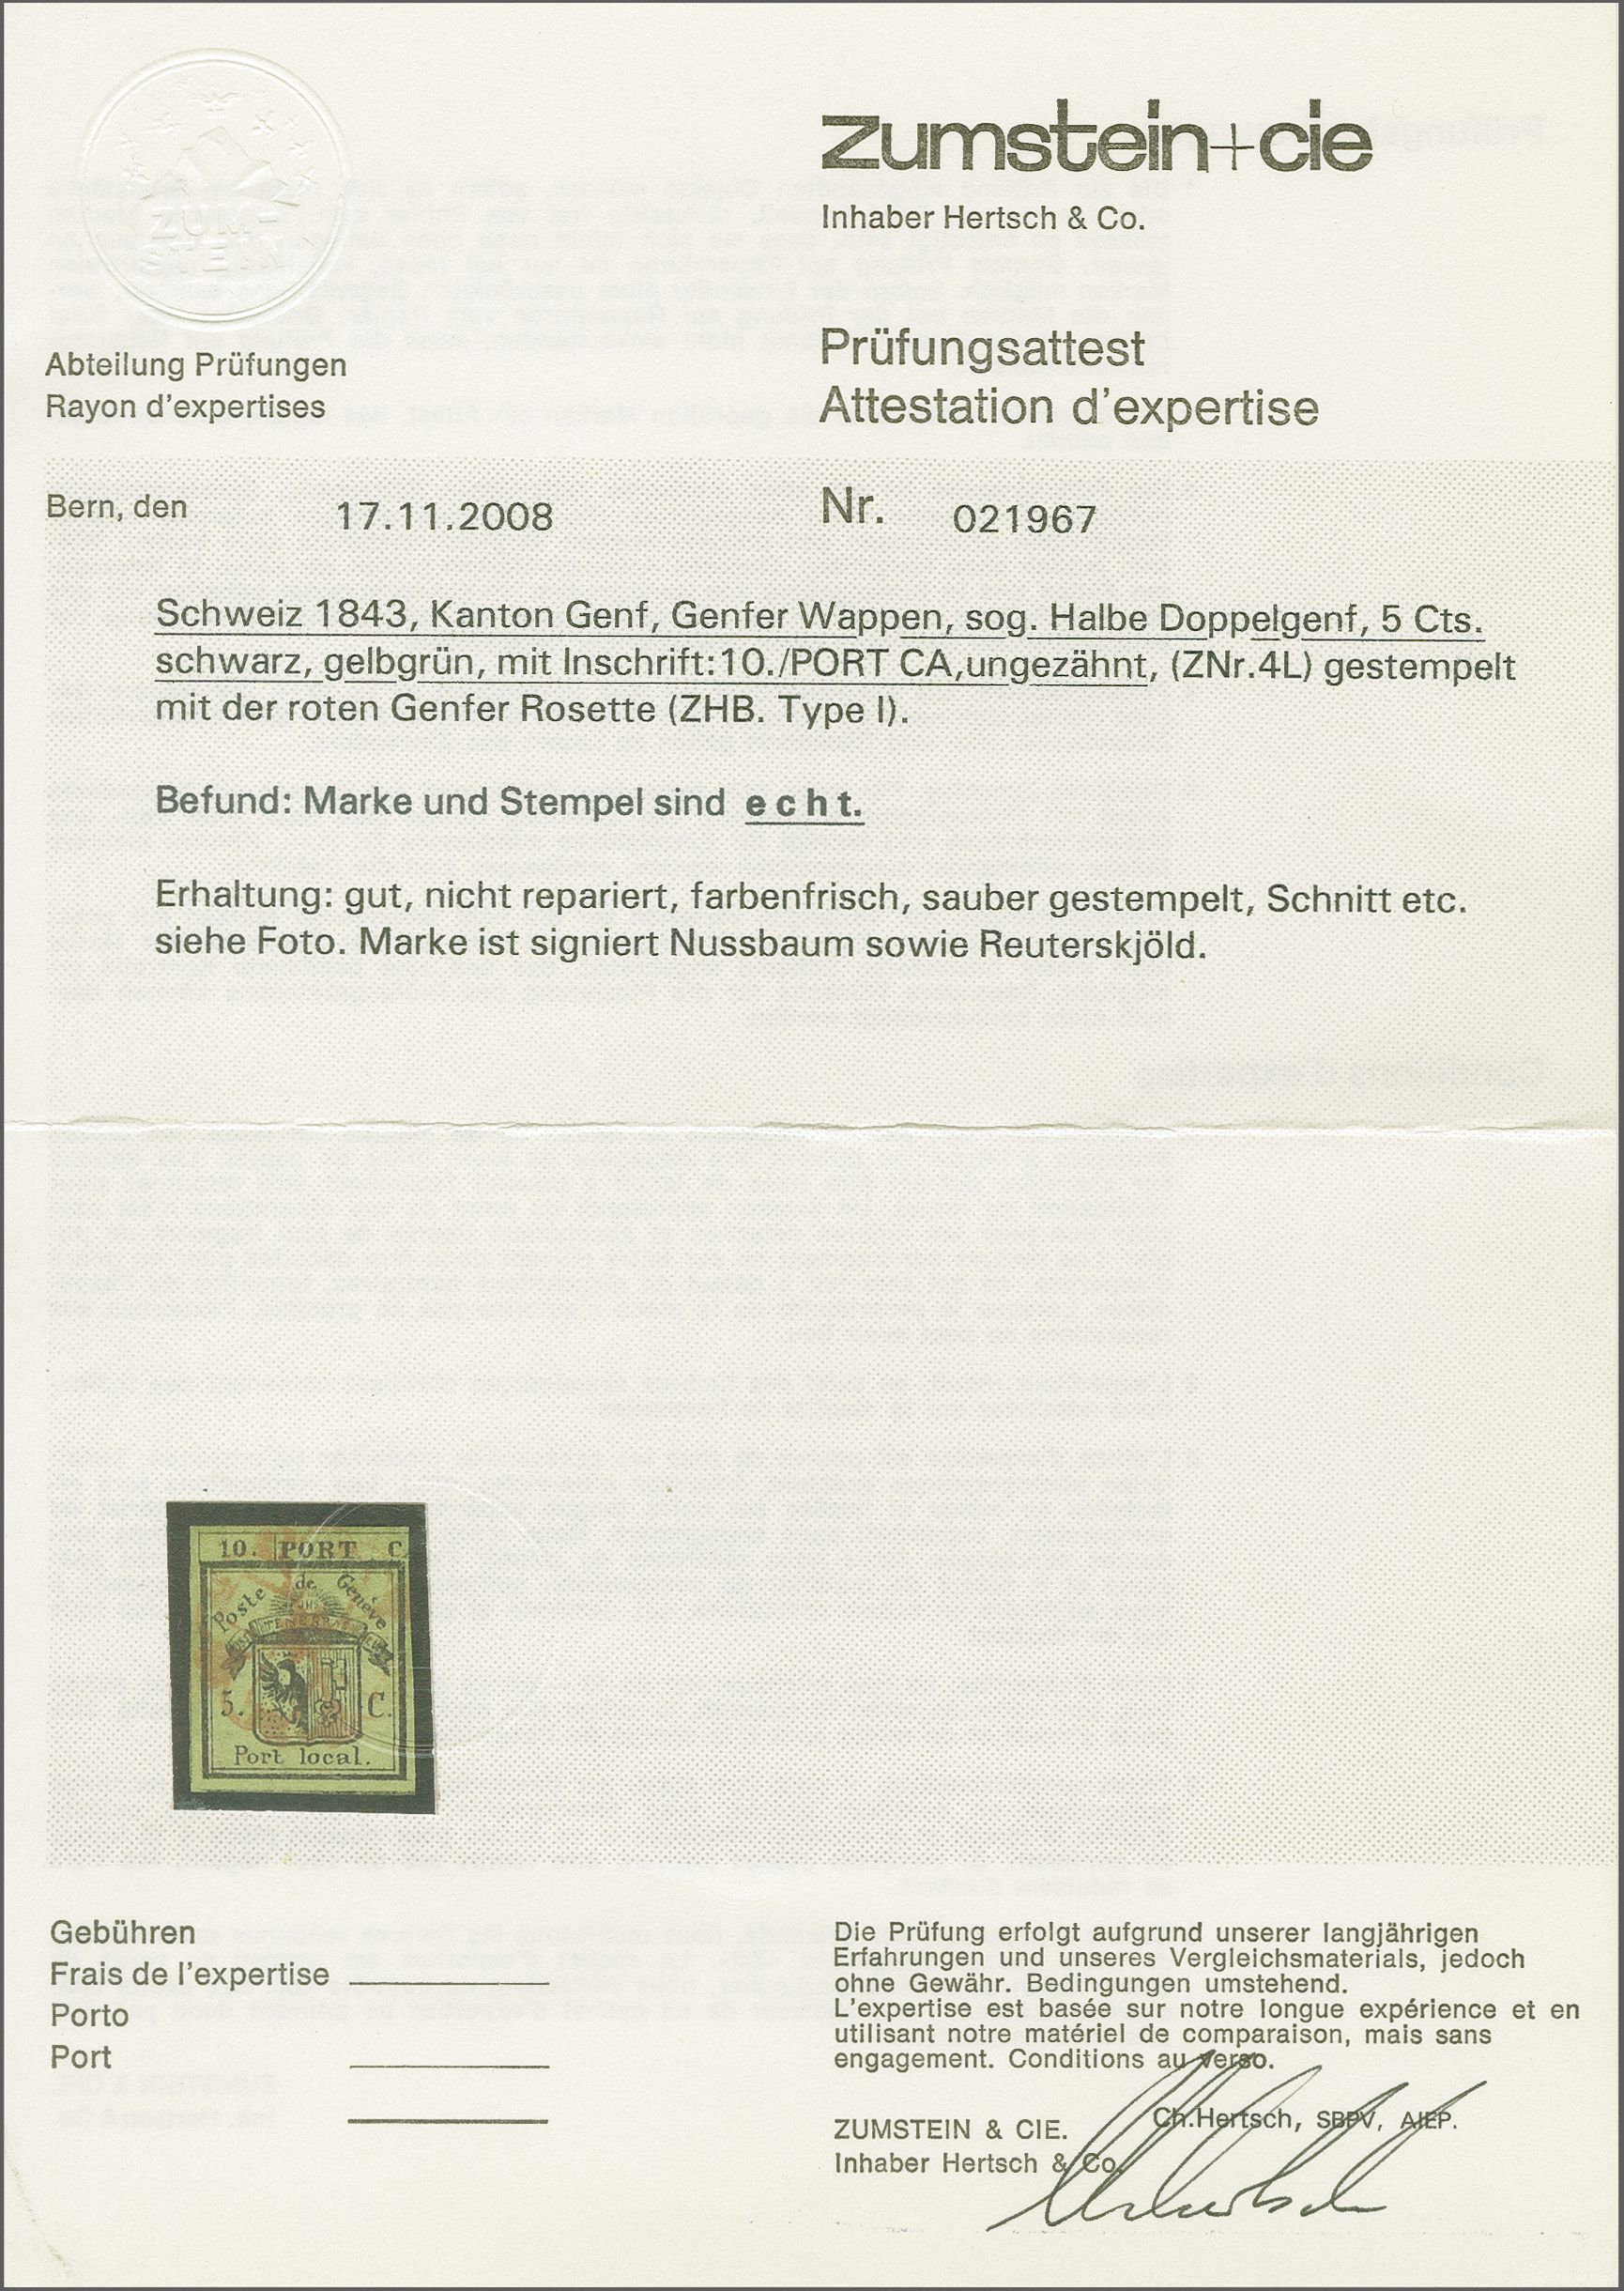 ZUM-
STEIN
zumstein+cie
Inhaber Hertsch & Co.
Abteilung Prüfungen
Rayon d'expertises
Prüfungsattest
Attestation d'expertise
Bern, den 17.11.2008 Nr. 021967
Schweiz 1843, Kanton Genf, Genfer Wappen, sog. Halbe Doppelgenf, 5 Cts.
schwarz, gelbgrün, mit Inschrift:10./PORT CA,ungezähnt, (ZNr.4L) gestempelt
mit der roten Genfer Rosette (ZHB. Type I).
Befund: Marke und Stempel sind echt.
Erhaltung: gut, nicht repariert, farbenfrisch, sauber gestempelt, Schnitt etc.
siehe Foto. Marke ist signiert Nussbaum sowie Reuterskjöld.
10. PORT C
Poste de Genève
5. C.
Port local.
Gebühren
Frais de l'expertise
Porto
Port
Die Prüfung erfolgt aufgrund unserer langjährigen
Erfahrungen und unseres Vergleichsmaterials, jedoch
ohne Gewähr. Bedingungen umstehend.
L'expertise est basée sur notre longue expérience et en
utilisant notre matériel de comparaison, mais sans
engagement. Conditions au verso.
Ch.Hertsch, SBPV, AIEP.
ZUMSTEIN & CIE.
Inhaber Hertsch & Co.